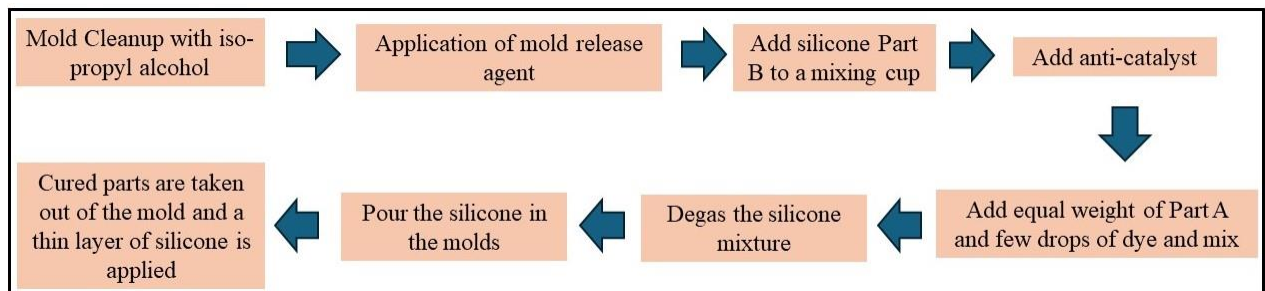 Mold Cleanup with iso-
propyl alcohol
Application of mold release
agent
Add silicone Part
B to a mixing cup
Add anti-catalyst
Add equal weight of Part A
and few drops of dye and mix
Degas the silicone
mixture
Pour the silicone in
the molds
Cured parts are taken
out of the mold and a
thin layer of silicone is
applied